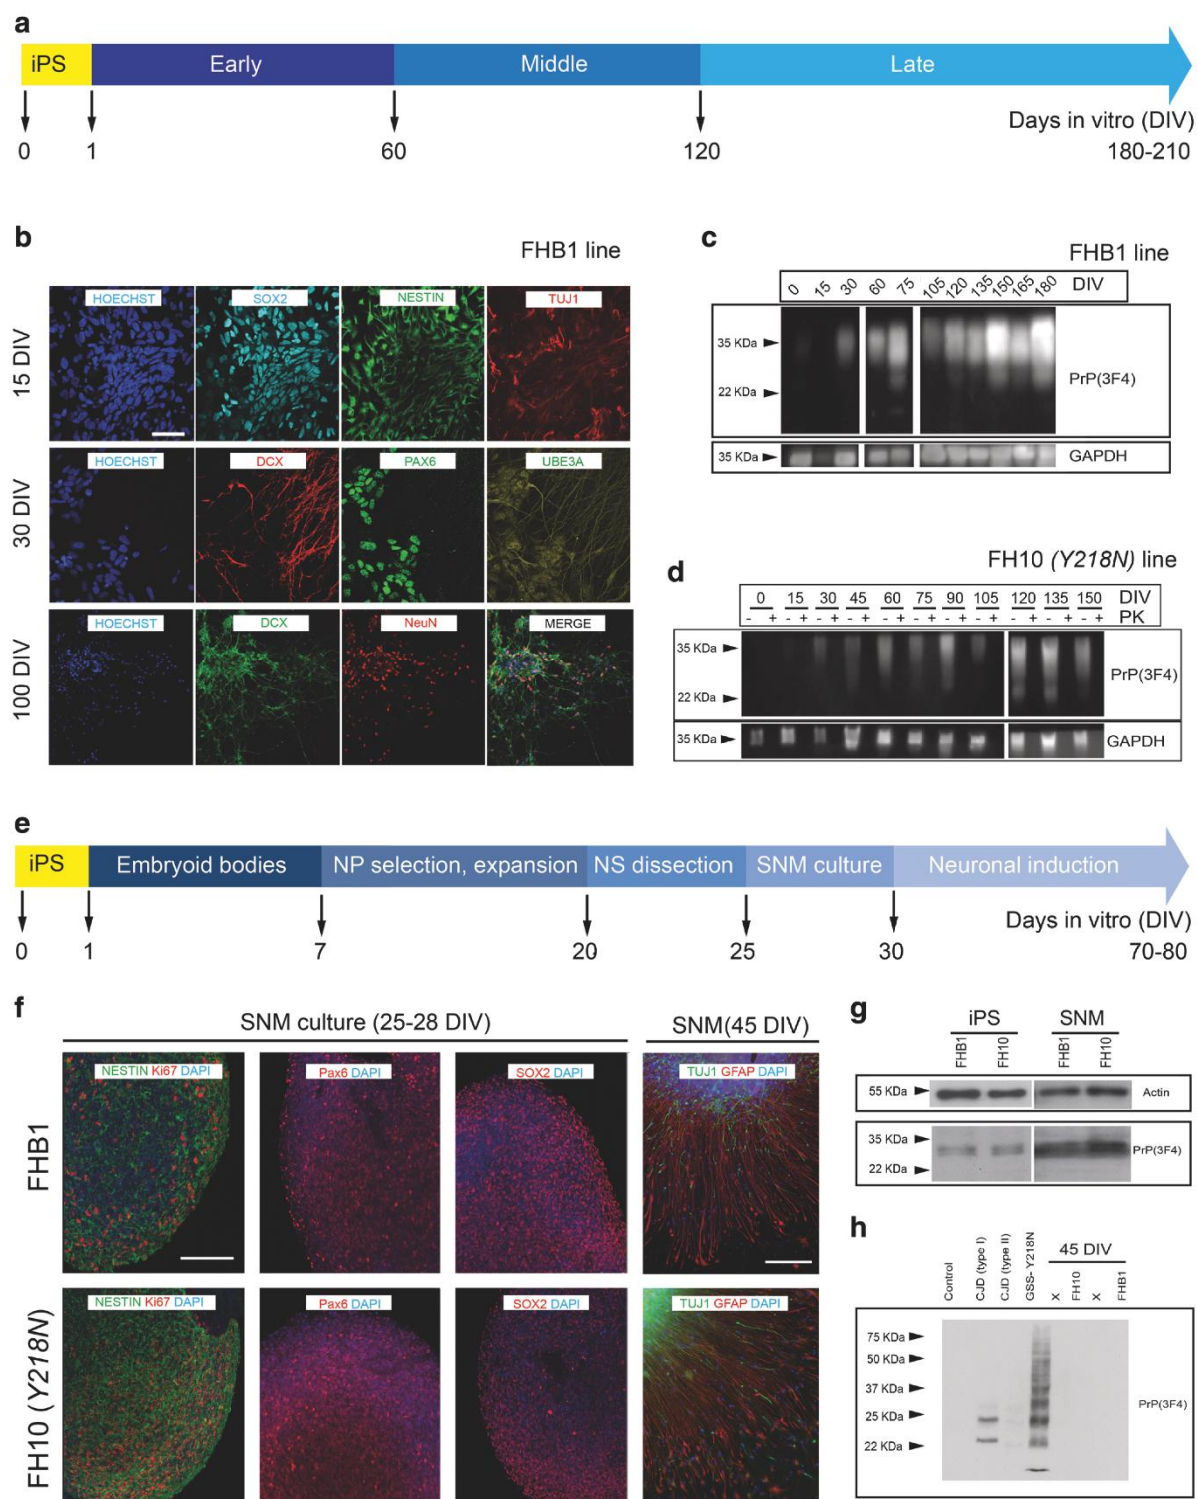 a
iPS Early Middle Late
Days in vitro (DIV)
0 1 60 120 180-210
b
FHB1 line
15 DIV
HOECHST SOX2 NESTIN TUJ1
30 DIV
HOECHST DCX PAX6 UBE3A
100 DIV
HOECHST DCX NeuN MERGE
c
FHB1 line
0 15 30 60 75 105 120 135 150 165 180 DIV
35 KDa
22 KDa
PrP(3F4)
35 KDa
GAPDH
d
FH10 (Y218N) line
0 15 30 45 60 75 90 105 120 135 150 DIV
- + - + - + - + - + - + - + - + - + - + - + PK
35 KDa
PrP(3F4)
22 KDa
35 KDa
GAPDH
e
iPS Embryoid bodies NP selection, expansion NS dissection SNM culture Neuronal induction
Days in vitro (DIV)
0 1 7 20 25 30 70-80
f
SNM culture (25-28 DIV) SNM(45 DIV)
FHB1
NESTIN Ki67 DAPI Pax6 DAPI SOX2 DAPI TUJ1 GFAP DAPI
FH10 (Y218N)
NESTIN Ki67 DAPI Pax6 DAPI SOX2 DAPI TUJ1 GFAP DAPI
g
iPS SNM
FHB1 FH10 FHB1 FH10
55 KDa Actin
35 KDa
PrP(3F4)
22 KDa
h
45 DIV
Control CJD (type I) CJD (type II) GSS- Y218N X FH10 X FHB1
75 KDa
50 KDa
37 KDa
PrP(3F4)
25 KDa
22 KDa